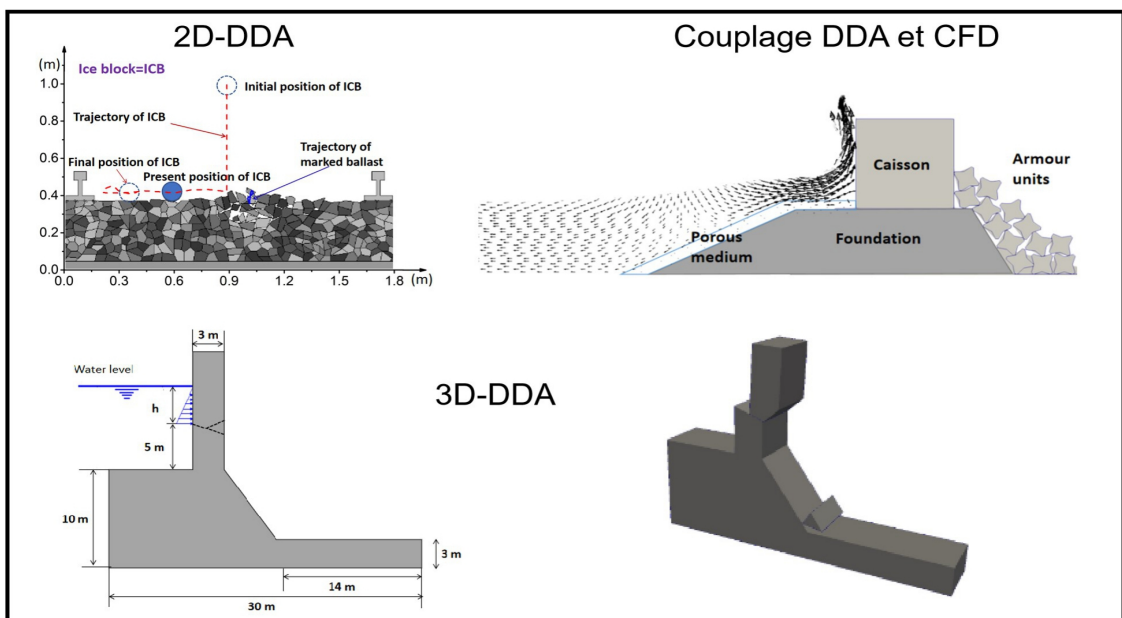 2D-DDA
Couplage DDA et CFD
(m)
Ice block=ICB
1.0
Initial position of ICB
0.8
Trajectory of ICB
Trajectory of
marked ballast
0.6
Final position of ICB
Present position of ICB
0.4
0.2
0.0
0.0 0.3 0.6 0.9 1.2 1.5 1.8
(m)
Caisson
Armour
units
Porous
medium
Foundation
3D-DDA
3 m
Water level
h
5 m
10 m
3 m
14 m
30 m